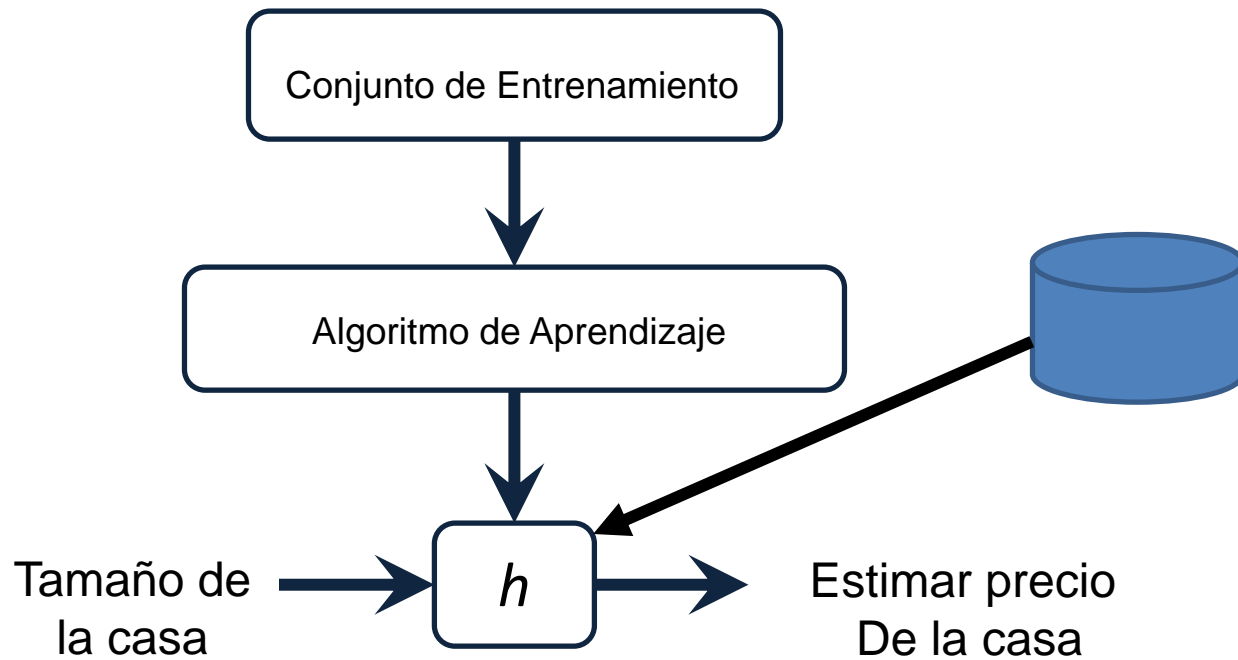 Conjunto de Entrenamiento
Algoritmo de Aprendizaje
Tamaño de
la casa
h
Estimar precio
De la casa